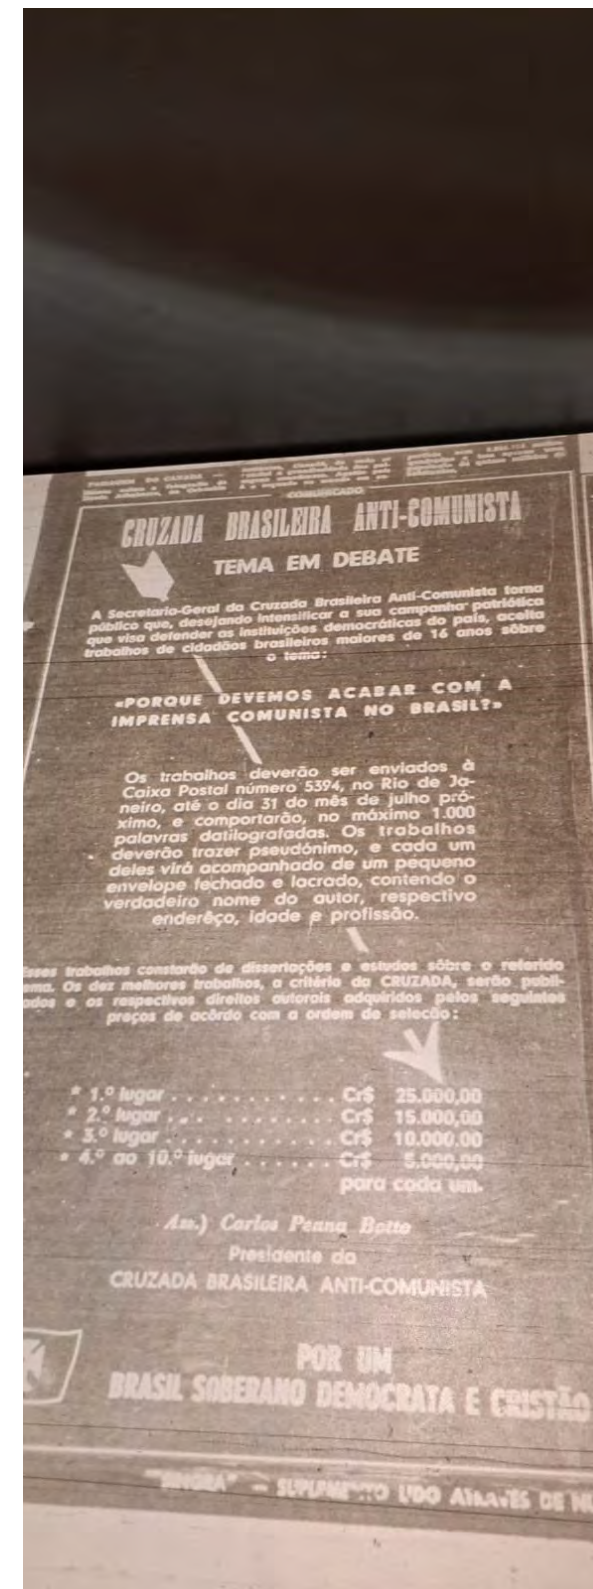 COMUNICADO
CRUZADA BRASILEIRA ANTI-COMUNISTA
TEMA EM DEBATE
A Secretaria-Geral da Cruzada Brasileira Anti-Comunista torna
público que, desejando intensificar a sua campanha patriótica
que visa defender as instituições democráticas do país, aceita
trabalhos de cidadãos brasileiros maiores de 16 anos sôbre
o tema:
«PORQUE DEVEMOS ACABAR COM A
IMPRENSA COMUNISTA NO BRASIL?»
Os trabalhos deverão ser enviados à
Caixa Postal número 5394, no Rio de Ja-
neiro, até o dia 31 do mês de julho pró-
ximo, e comportarão, no máximo 1.000
palavras datilografadas. Os trabalhos
deverão trazer pseudónimo, e cada um
deles virá acompanhado de um pequeno
envelope fechado e lacrado, contendo o
verdadeiro nome do autor, respectivo
enderêço, idade e profissão.
Esses trabalhos constarão de dissertações e estudos sôbre o referido
ema. Os dez melhores trabalhos, a critério da CRUZADA, serão publi-
ados e os respectivos direitos autorais adquiridos pelos seguintes
preços de acôrdo com a ordem de selecão:
* 1.º lugar . . . . . . . . . . . . Cr$ 25.000,00
* 2.º lugar . . . . . . . . . . . . Cr$ 15.000,00
* 3.º lugar . . . . . . . . . . . . Cr$ 10.000.00
* 4.º ao 10.º lugar . . . . . . Cr$ 5.000,00
para cada um.
Ass.) Carlos Penna Botto
Presidente da
CRUZADA BRASILEIRA ANTI-COMUNISTA
POR UM
BRASIL SOBERANO DEMOCRATA E CRISTÃO
SUPLEMENTO LIDO ATRAVÉS DE